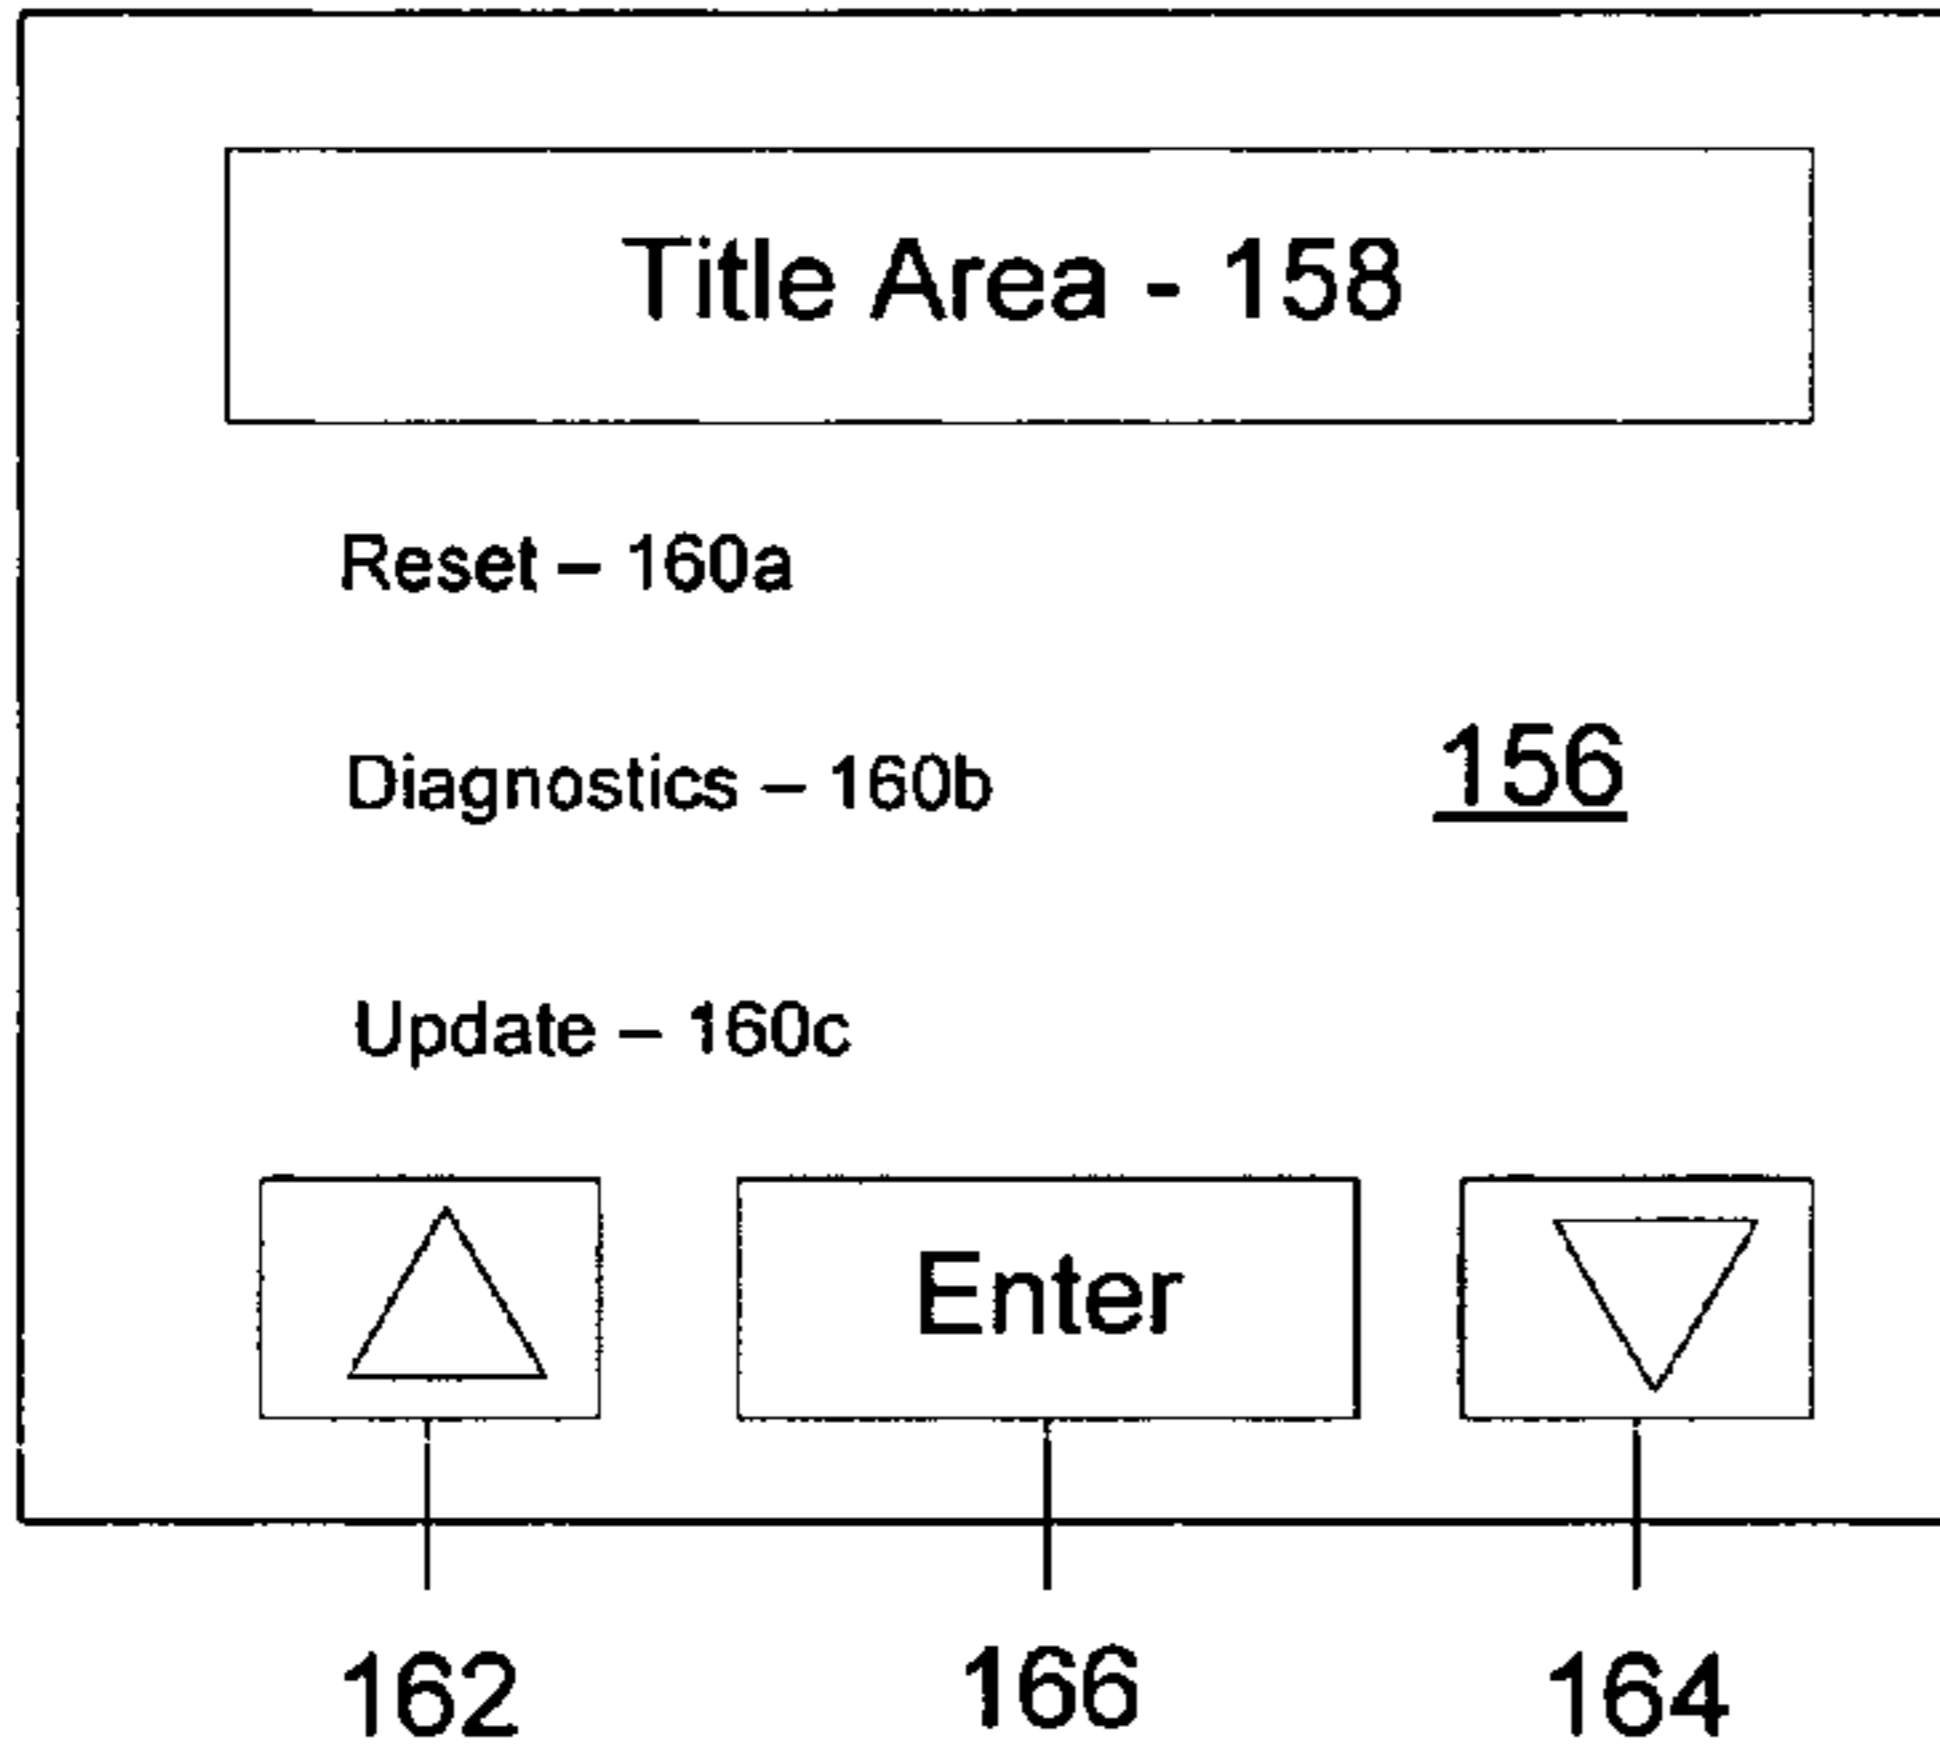 Title Area - 158
Reset – 160a
Diagnostics – 160b
156
Update – 160c
Enter
162
166
164